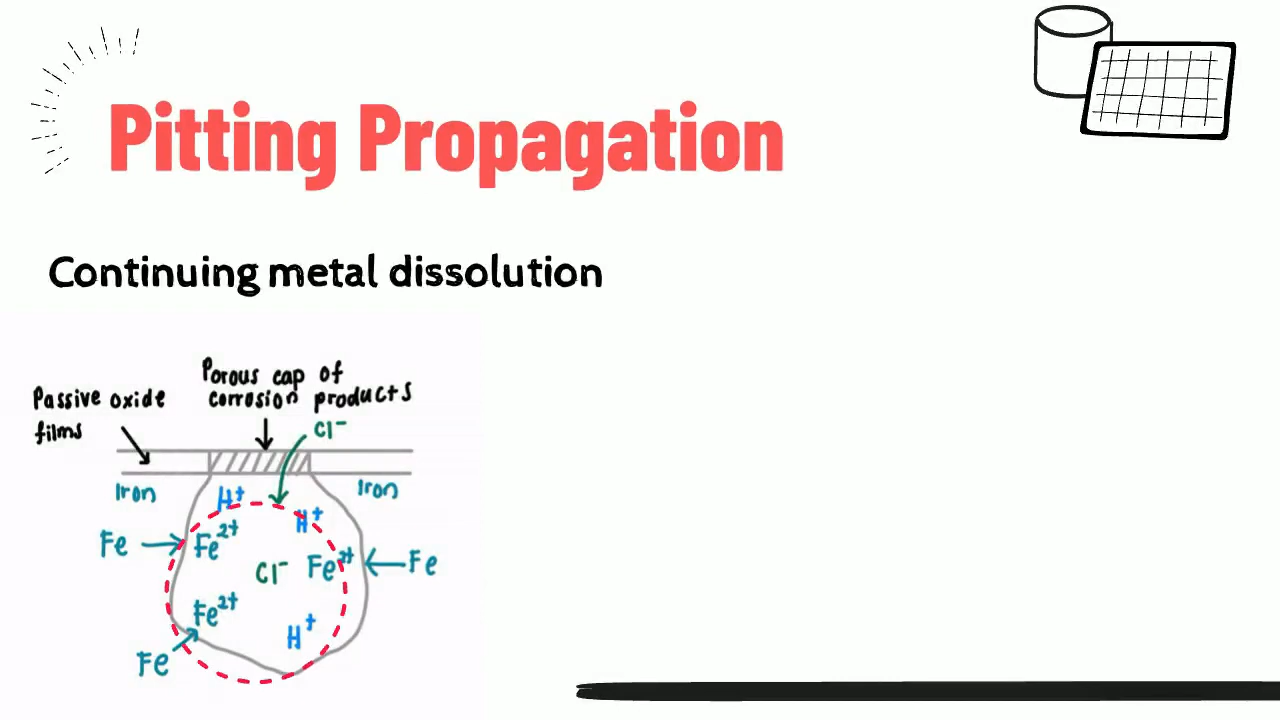 Pitting Propagation
Continuing metal dissolution
Porous cap of
corrosion products
Passive oxide
films
Cl⁻
Iron
Iron
H⁺
H⁺
Fe
Fe²⁺
Cl⁻
Fe²⁺
Fe
Fe²⁺
H⁺
Fe